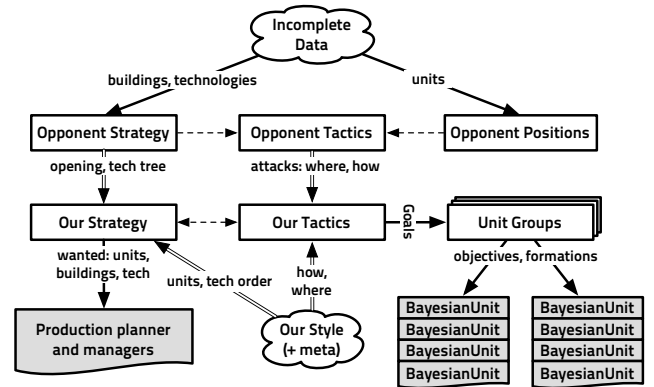 Incomplete
Data
buildings, technologies
units
Opponent Strategy
Opponent Tactics
Opponent Positions
opening, tech tree
attacks: where, how
Our Strategy
Our Tactics
Goals
Unit Groups
wanted: units,
buildings, tech
units, tech order
how,
where
objectives, formations
Production planner
and managers
Our Style
(+ meta)
BayesianUnit
BayesianUnit
BayesianUnit
BayesianUnit
BayesianUnit
BayesianUnit
BayesianUnit
BayesianUnit